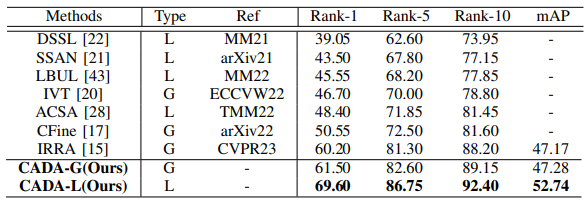 Methods Type Ref Rank-1 Rank-5 Rank-10 mAP
DSSL [22] L MM21 39.05 62.60 73.95 -
SSAN [21] L arXiv21 43.50 67.80 77.15 -
LBUL [43] L MM22 45.55 68.20 77.85 -
IVT [20] G ECCVW22 46.70 70.00 78.80 -
ACSA [28] L TMM22 48.40 71.85 81.45 -
CFine [17] G arXiv22 50.55 72.50 81.60 -
IRRA [15] G CVPR23 60.20 81.30 88.20 47.17
CADA-G(Ours) G - 61.50 82.60 89.15 47.28
CADA-L(Ours) L - 69.60 86.75 92.40 52.74